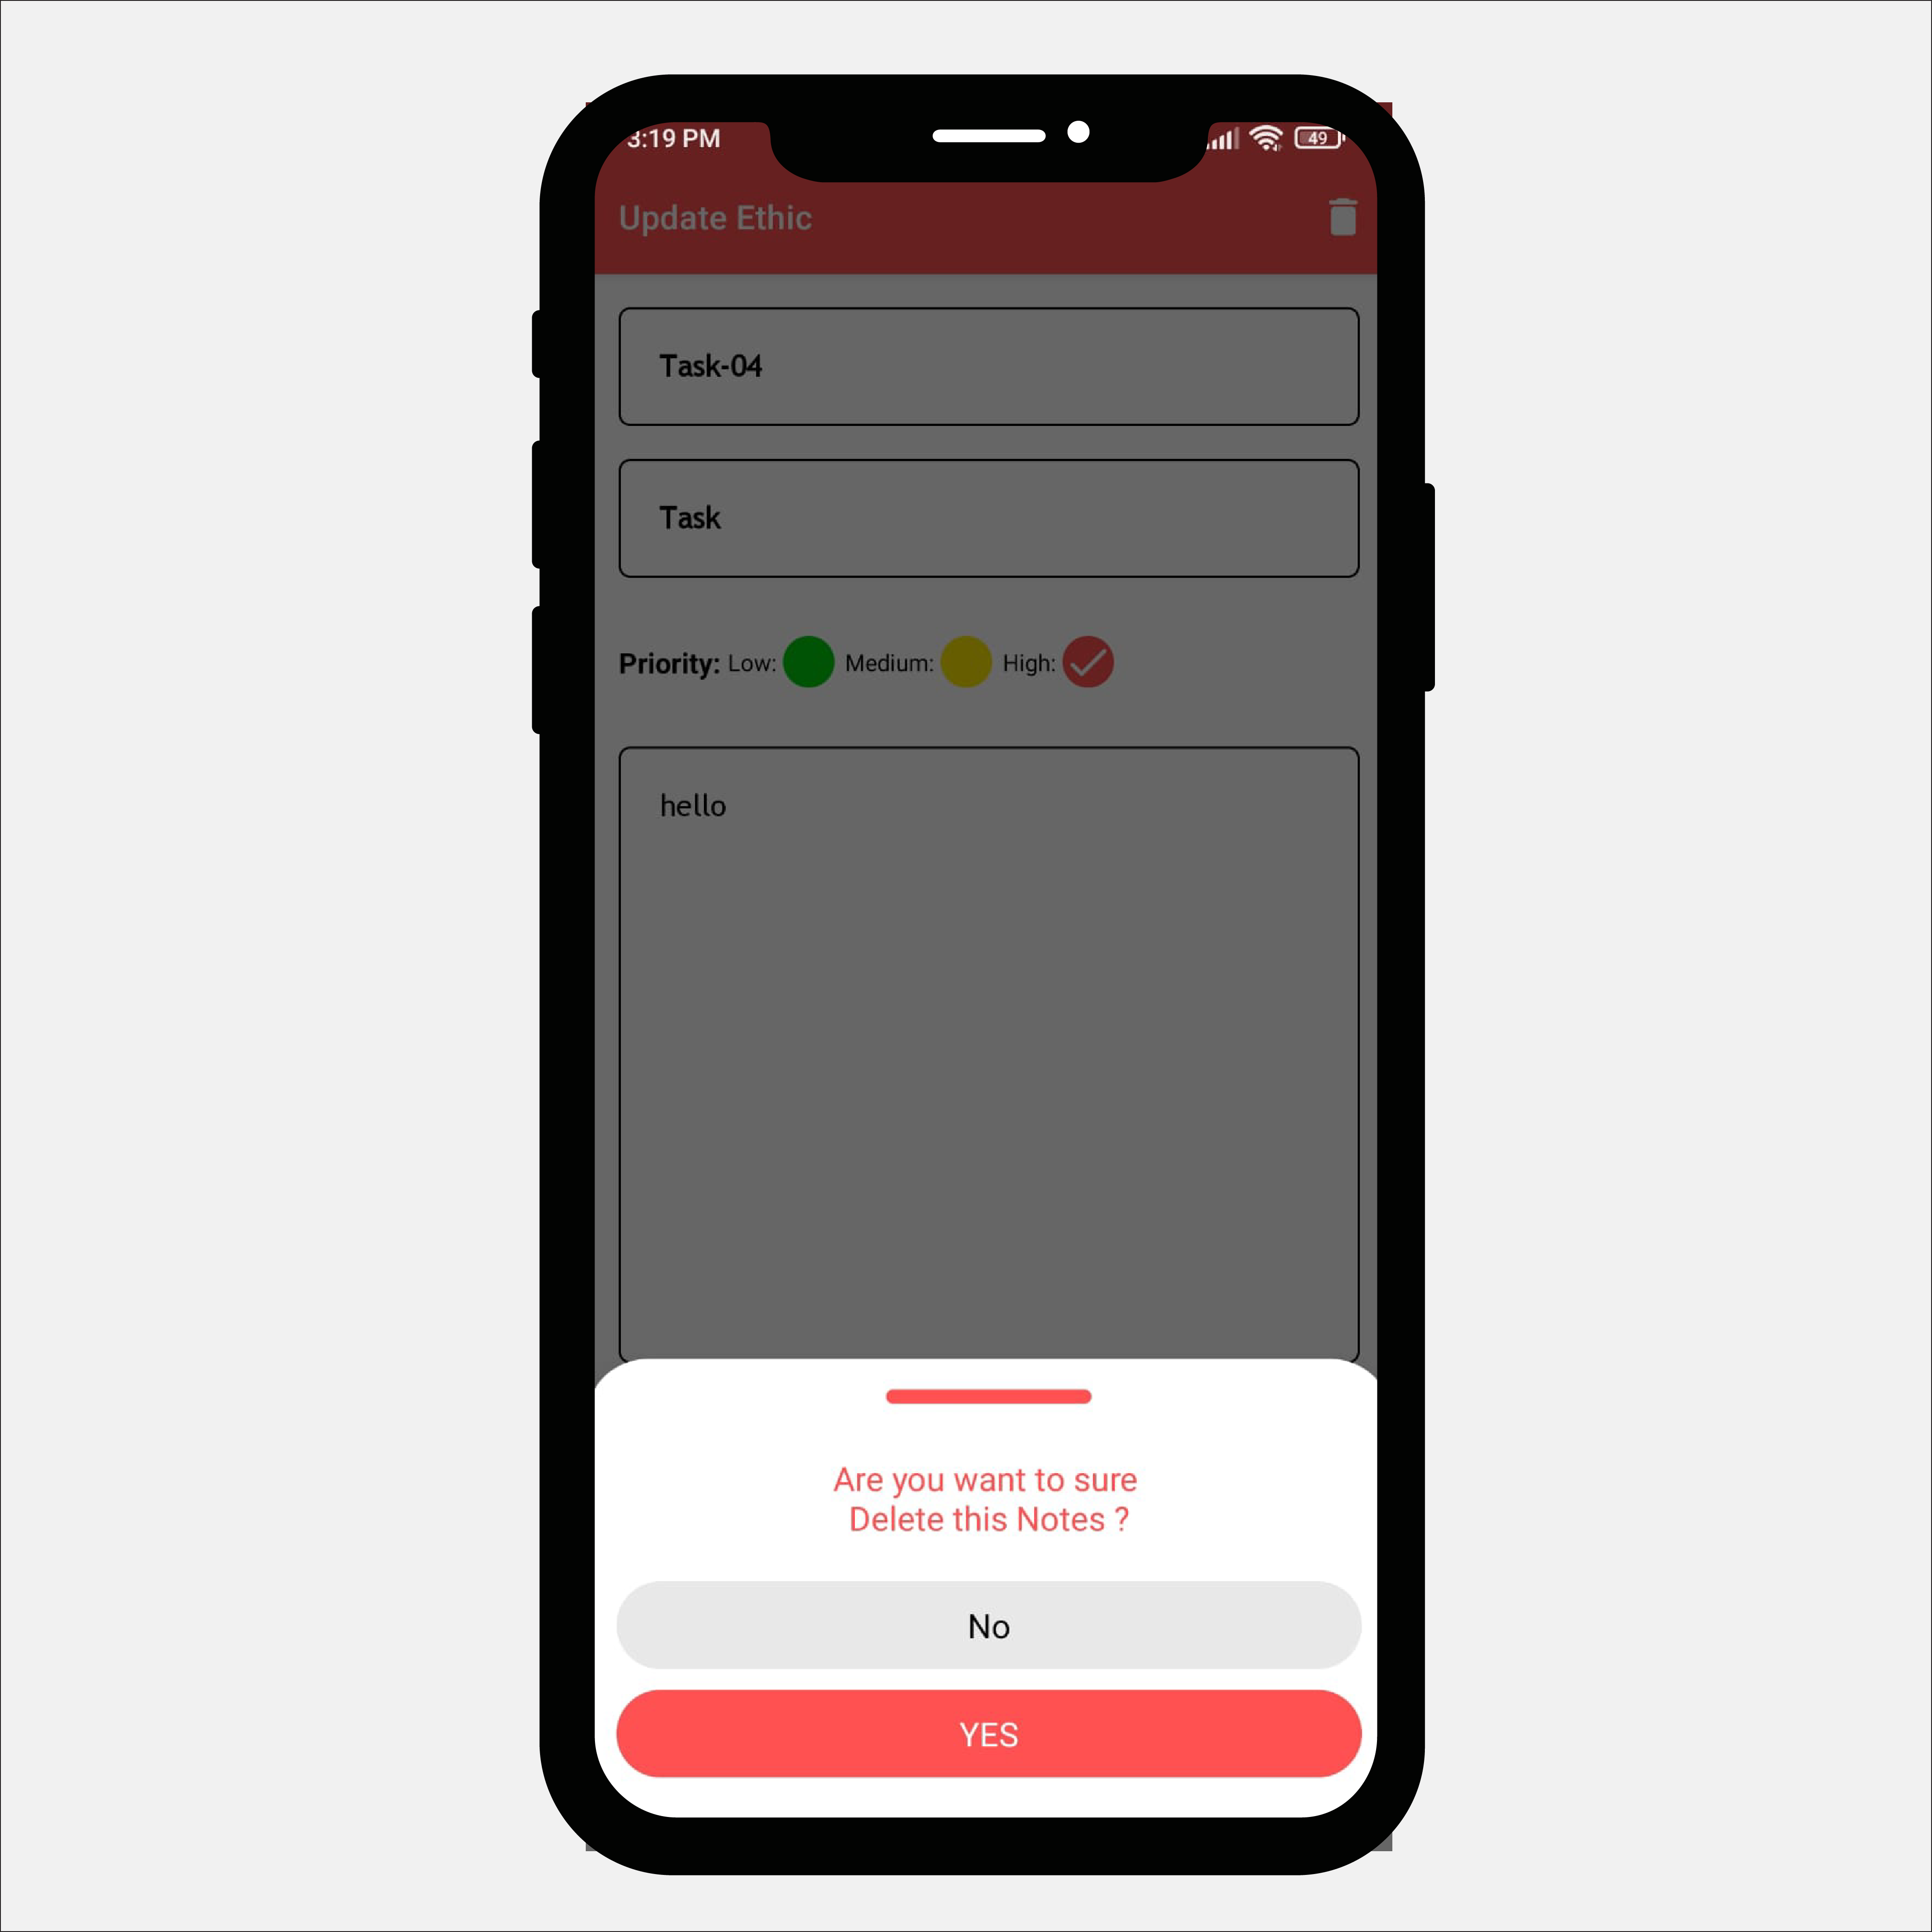 3:19 PM
49
Update Ethic
Task-04
Task
Priority: Low: Medium: High:
hello
Are you want to sure
Delete this Notes ?
No
YES